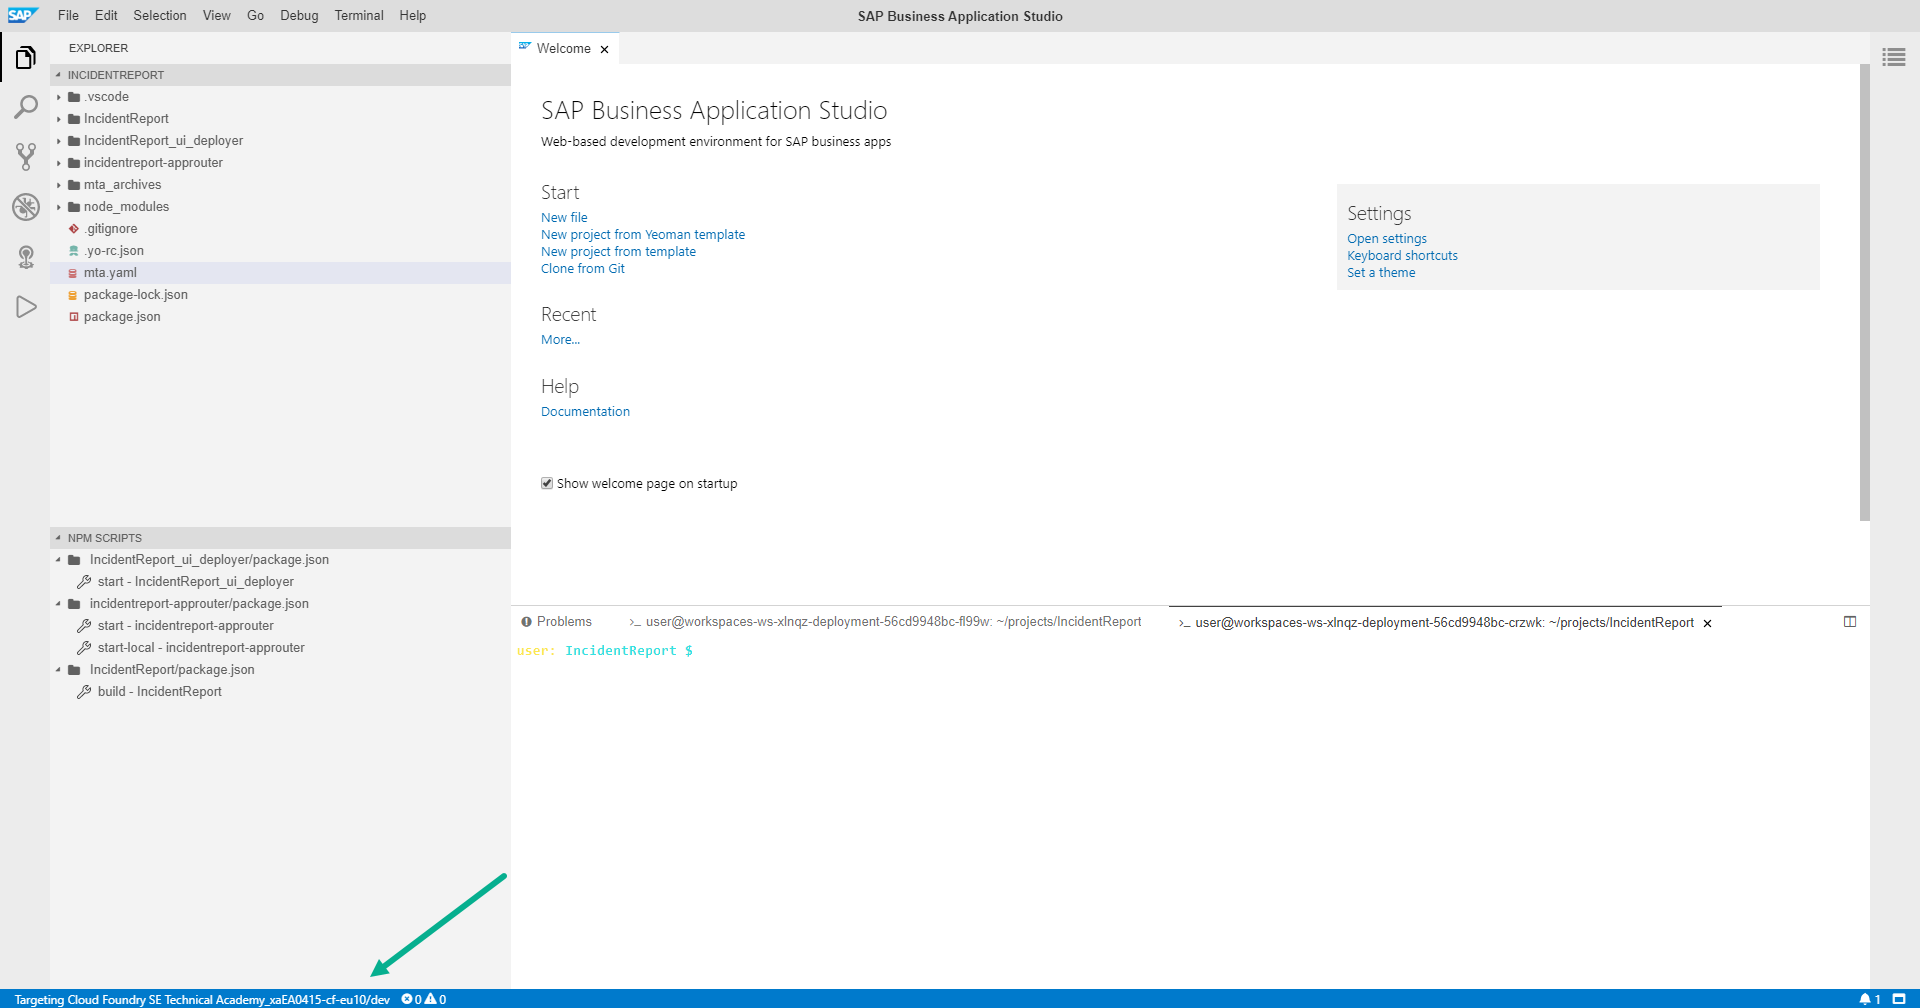 SAP File Edit Selection View Go Debug Terminal Help SAP Business Application Studio
EXPLORER
INCIDENTREPORT
.vscode
IncidentReport
IncidentReport_ui_deployer
incidentreport-approuter
mta_archives
node_modules
.gitignore
.yo-rc.json
mta.yaml
package-lock.json
package.json
NPM SCRIPTS
IncidentReport_ui_deployer/package.json
start - IncidentReport_ui_deployer
incidentreport-approuter/package.json
start - incidentreport-approuter
start-local - incidentreport-approuter
IncidentReport/package.json
build - IncidentReport
Welcome
SAP Business Application Studio
Web-based development environment for SAP business apps
Start
New file
New project from Yeoman template
New project from template
Clone from Git
Recent
More...
Help
Documentation
Show welcome page on startup
Settings
Open settings
Keyboard shortcuts
Set a theme
Problems >_ user@workspaces-ws-xlnqz-deployment-56cd9948bc-fl99w: ~/projects/IncidentReport >_ user@workspaces-ws-xlnqz-deployment-56cd9948bc-crzwk: ~/projects/IncidentReport
user: IncidentReport $
Targeting Cloud Foundry SE Technical Academy_xaEA0415-cf-eu10/dev 0 0 1